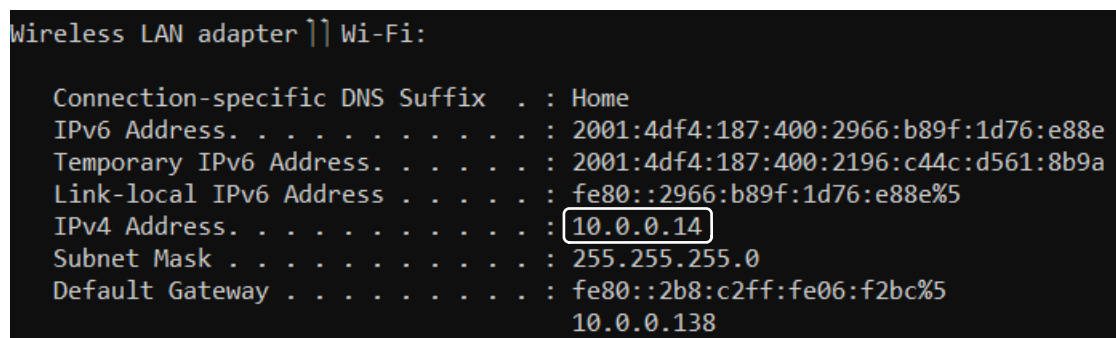 Wireless LAN adapter Wi-Fi:
Connection-specific DNS Suffix . : Home
IPv6 Address. . . . . . . . . . . : 2001:4df4:187:400:2966:b89f:1d76:e88e
Temporary IPv6 Address. . . . . . : 2001:4df4:187:400:2196:c44c:d561:8b9a
Link-local IPv6 Address . . . . . : fe80::2966:b89f:1d76:e88e%5
IPv4 Address. . . . . . . . . . . : 10.0.0.14
Subnet Mask . . . . . . . . . . . : 255.255.255.0
Default Gateway . . . . . . . . . : fe80::2b8:c2ff:fe06:f2bc%5
10.0.0.138